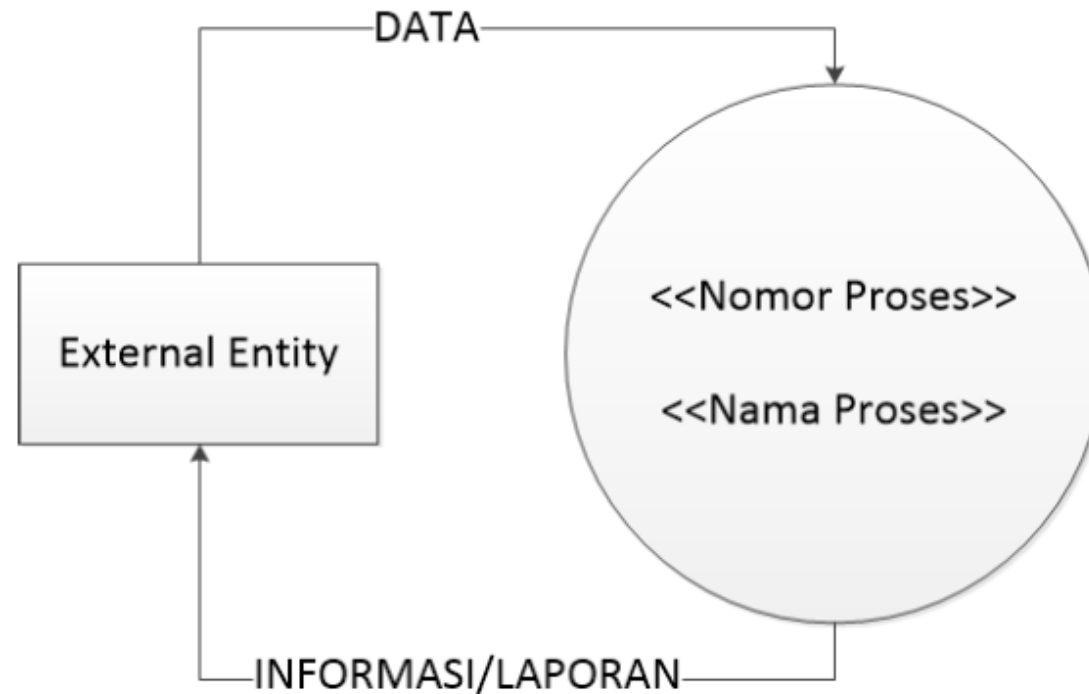 DATA
External Entity
<<Nomor Proses>>
<<Nama Proses>>
INFORMASI/LAPORAN